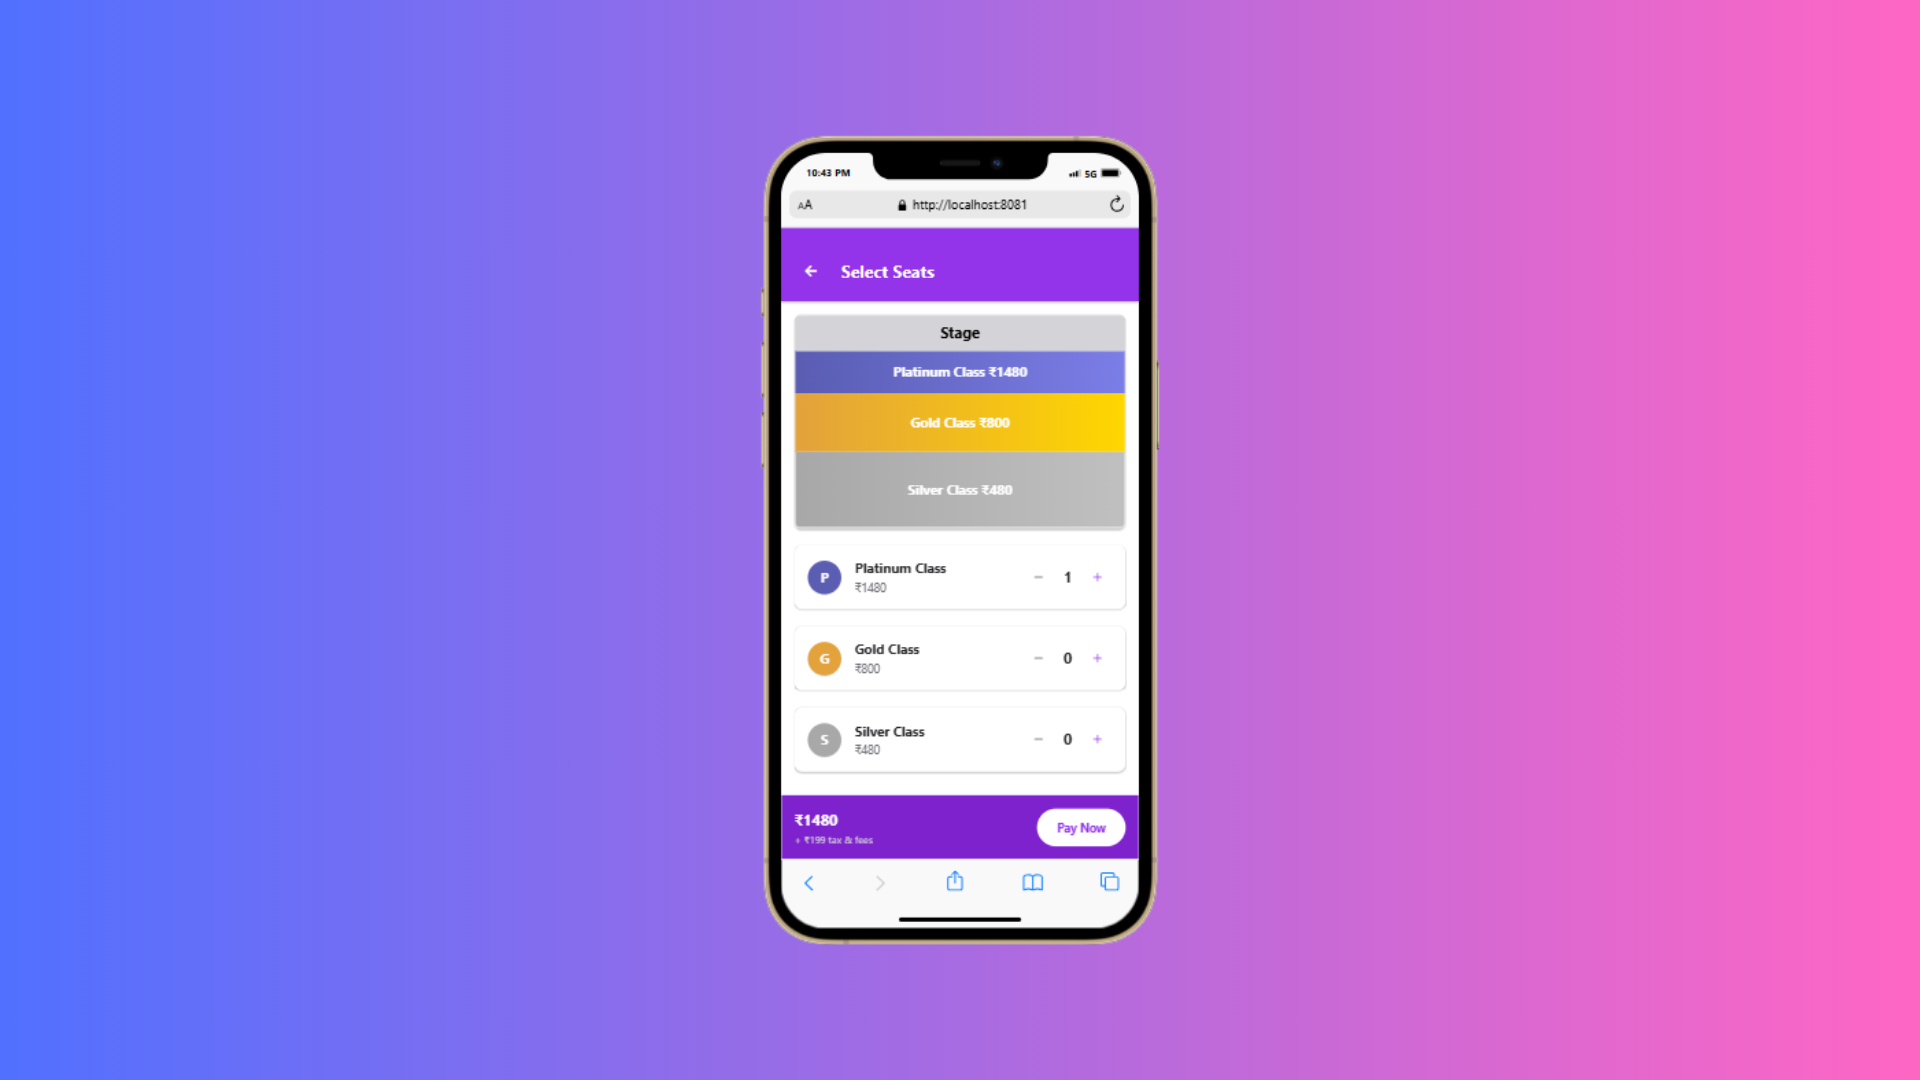 10:43 PM
5G
AA
http://localhost:8081
Select Seats
Stage
Platinum Class ₹1480
Gold Class ₹800
Silver Class ₹480
P
Platinum Class
₹1480
− 1 +
G
Gold Class
₹800
− 0 +
S
Silver Class
₹480
− 0 +
₹1480
+ ₹199 tax & fees
Pay Now